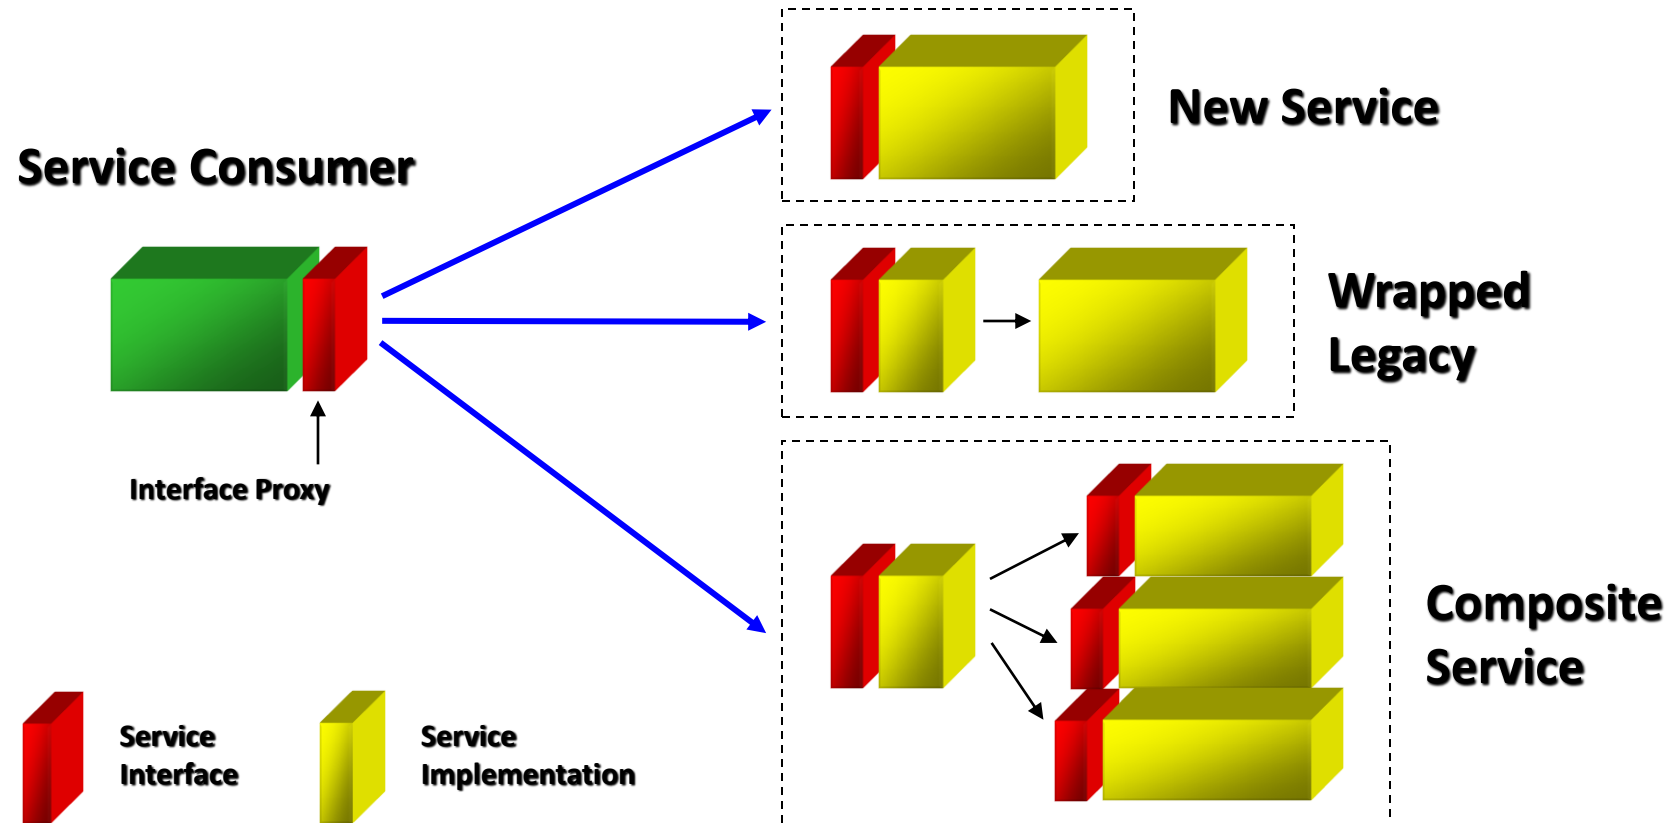 New Service
Service Consumer
Wrapped
Legacy
Interface Proxy
Composite
Service
Service
Interface
Service
Implementation